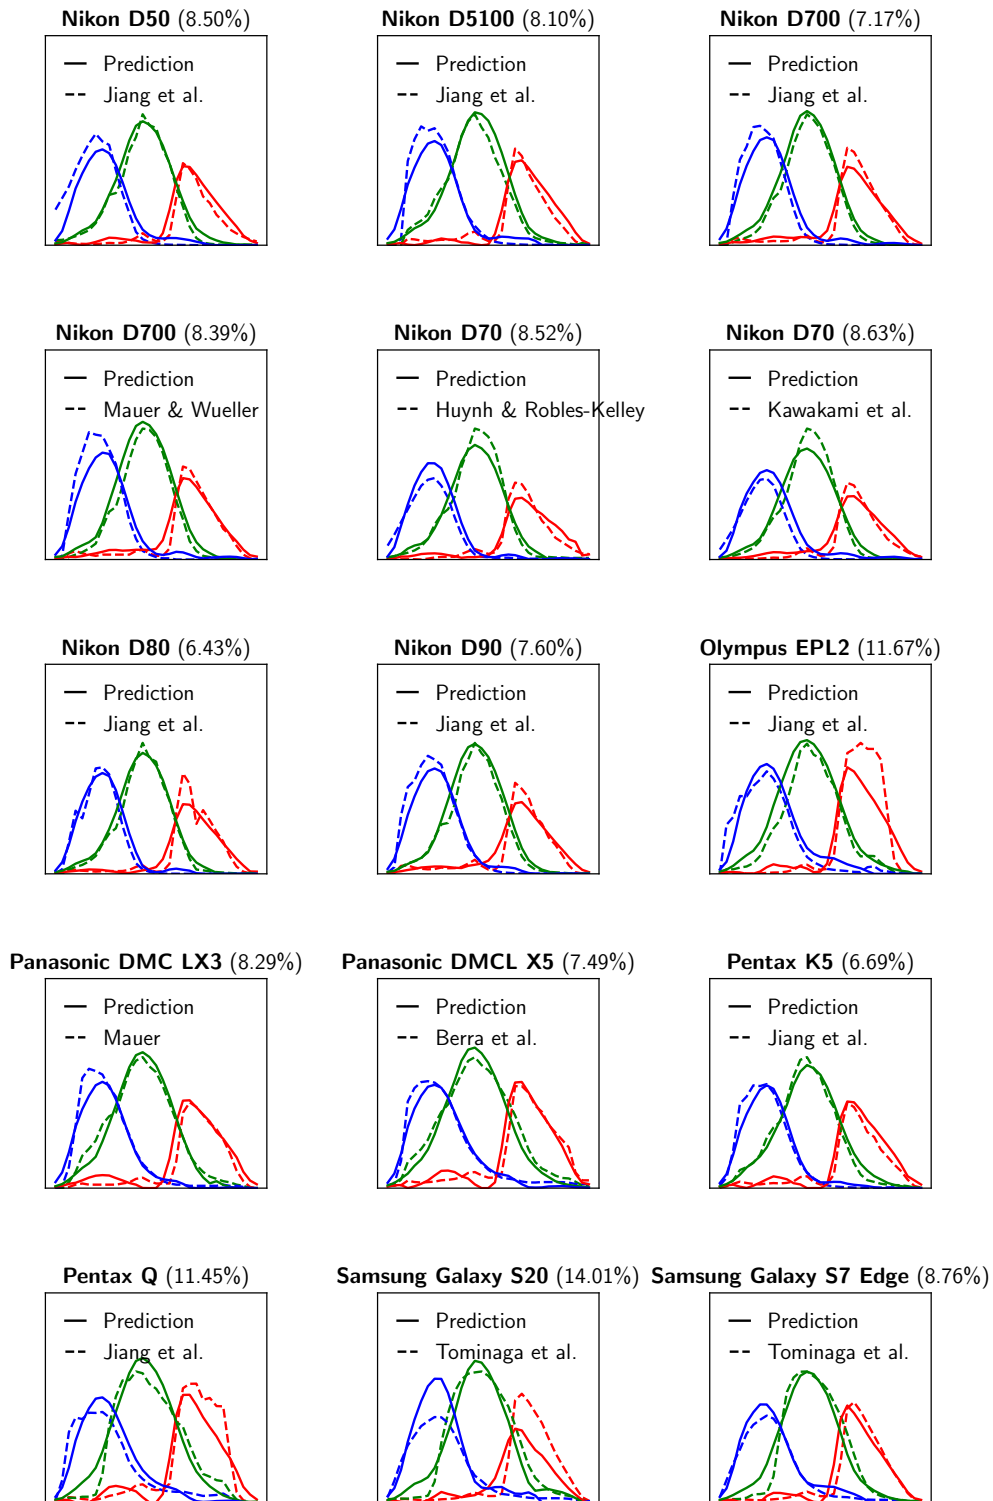 Nikon D50 (8.50%)
Prediction
Jiang et al.
Nikon D5100 (8.10%)
Prediction
Jiang et al.
Nikon D700 (7.17%)
Prediction
Jiang et al.
Nikon D700 (8.39%)
Prediction
Mauer & Wueller
Nikon D70 (8.52%)
Prediction
Huynh & Robles-Kelley
Nikon D70 (8.63%)
Prediction
Kawakami et al.
Nikon D80 (6.43%)
Prediction
Jiang et al.
Nikon D90 (7.60%)
Prediction
Jiang et al.
Olympus EPL2 (11.67%)
Prediction
Jiang et al.
Panasonic DMC LX3 (8.29%)
Prediction
Mauer
Panasonic DMCL X5 (7.49%)
Prediction
Berra et al.
Pentax K5 (6.69%)
Prediction
Jiang et al.
Pentax Q (11.45%)
Prediction
Jiang et al.
Samsung Galaxy S20 (14.01%)
Prediction
Tominaga et al.
Samsung Galaxy S7 Edge (8.76%)
Prediction
Tominaga et al.